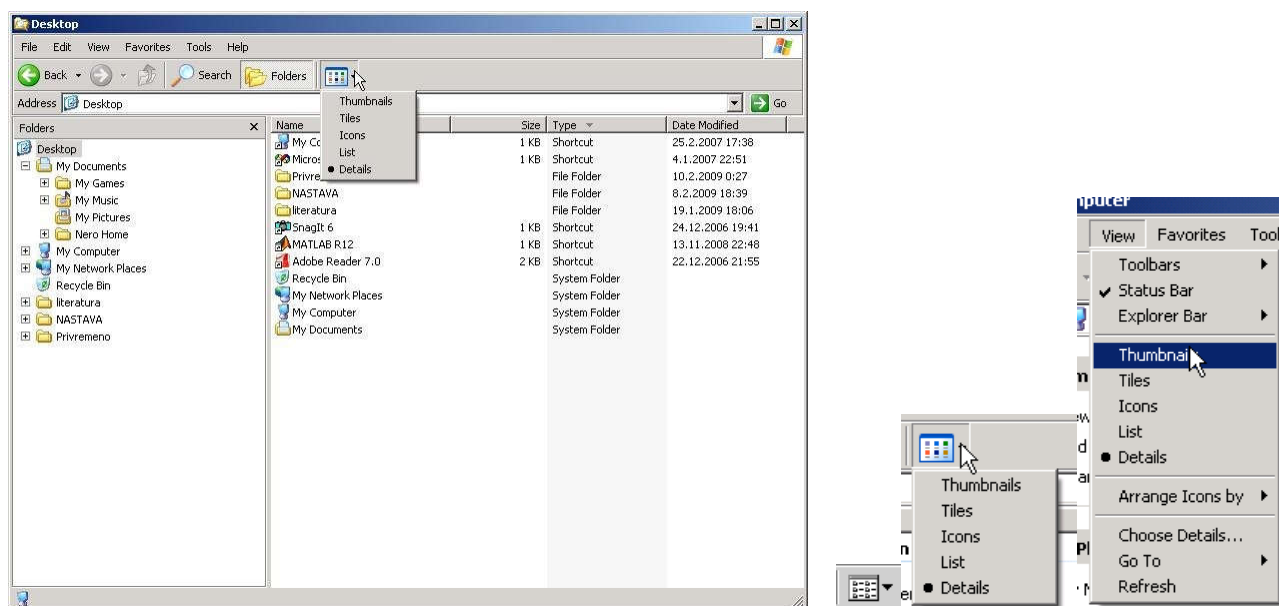 Desktop
File Edit View Favorites Tools Help
Back Search Folders
Address Desktop Go
Thumbnails
Tiles
Icons
List
Details
Folders
Desktop
My Documents
My Games
My Music
My Pictures
Nero Home
My Computer
My Network Places
Recycle Bin
literatura
NASTAVA
Privremeno
Name Size Type Date Modified
My Co 1 KB Shortcut 25.2.2007 17:38
Micros 1 KB Shortcut 4.1.2007 22:51
Privre File Folder 10.2.2009 0:27
NASTAVA File Folder 8.2.2009 18:39
literatura File Folder 19.1.2009 18:06
SnagIt 6 1 KB Shortcut 24.12.2006 19:41
MATLAB R12 1 KB Shortcut 13.11.2008 22:48
Adobe Reader 7.0 2 KB Shortcut 22.12.2006 21:55
Recycle Bin System Folder
My Network Places System Folder
My Computer System Folder
My Documents System Folder
Thumbnails
Tiles
Icons
List
Details
mputer
View Favorites Tool
Toolbars
Status Bar
Explorer Bar
Thumbnails
Tiles
Icons
List
Details
Arrange Icons by
Choose Details...
Go To
Refresh